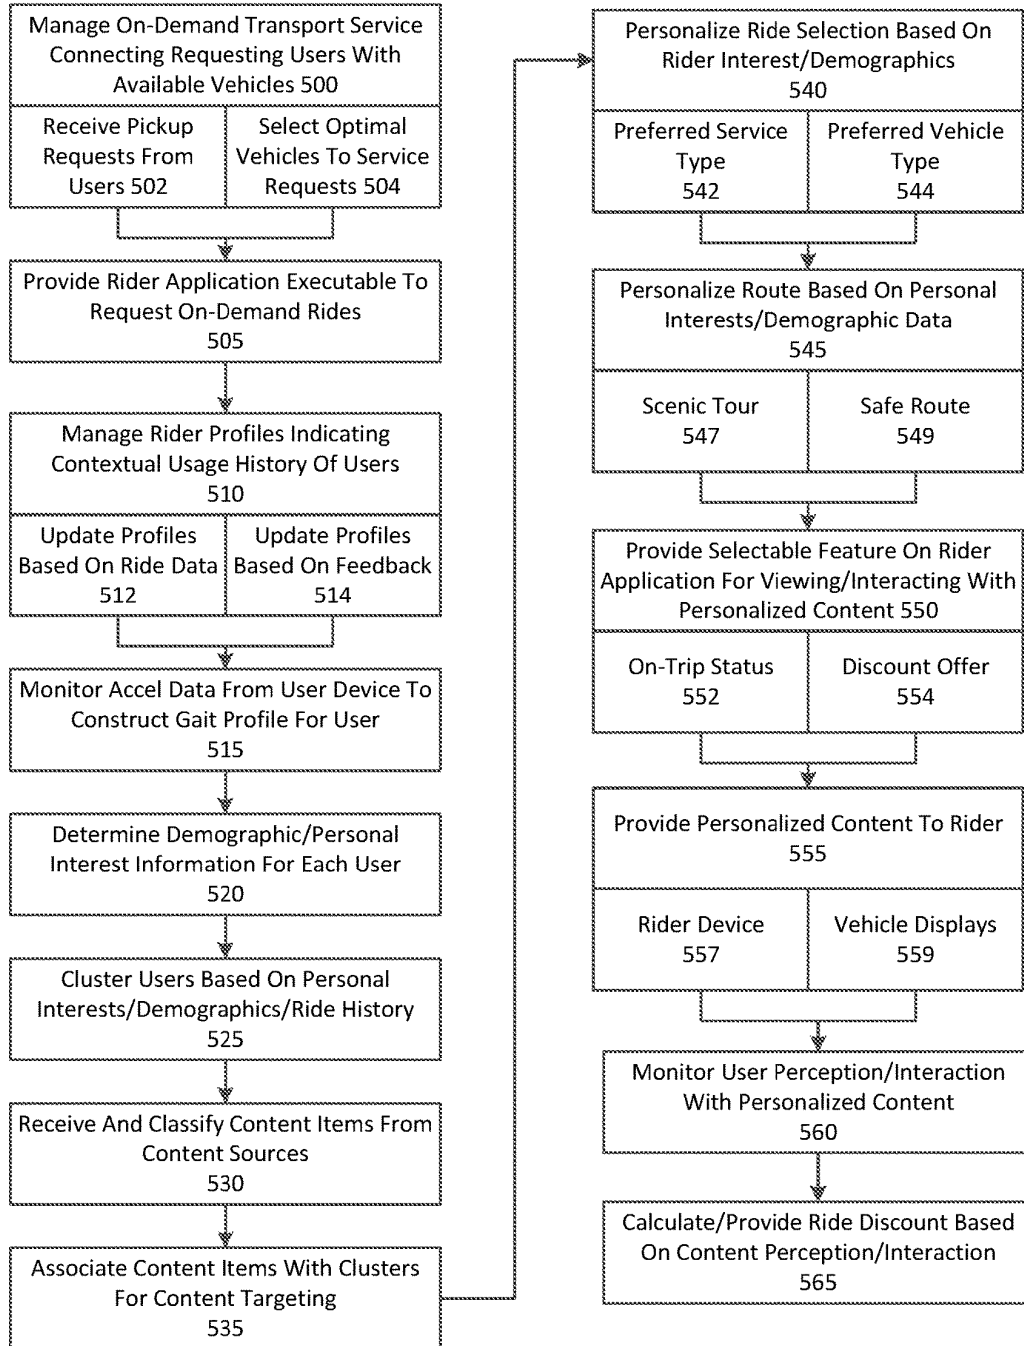 Manage On-Demand Transport Service
Connecting Requesting Users With
Available Vehicles 500
Receive Pickup
Requests From
Users 502
Select Optimal
Vehicles To Service
Requests 504
Provide Rider Application Executable To
Request On-Demand Rides
505
Manage Rider Profiles Indicating
Contextual Usage History Of Users
510
Update Profiles
Based On Ride Data
512
Update Profiles
Based On Feedback
514
Monitor Accel Data From User Device To
Construct Gait Profile For User
515
Determine Demographic/Personal
Interest Information For Each User
520
Cluster Users Based On Personal
Interests/Demographics/Ride History
525
Receive And Classify Content Items From
Content Sources
530
Associate Content Items With Clusters
For Content Targeting
535
Personalize Ride Selection Based On
Rider Interest/Demographics
540
Preferred Service
Type
542
Preferred Vehicle
Type
544
Personalize Route Based On Personal
Interests/Demographic Data
545
Scenic Tour
547
Safe Route
549
Provide Selectable Feature On Rider
Application For Viewing/Interacting With
Personalized Content 550
On-Trip Status
552
Discount Offer
554
Provide Personalized Content To Rider
555
Rider Device
557
Vehicle Displays
559
Monitor User Perception/Interaction
With Personalized Content
560
Calculate/Provide Ride Discount Based
On Content Perception/Interaction
565